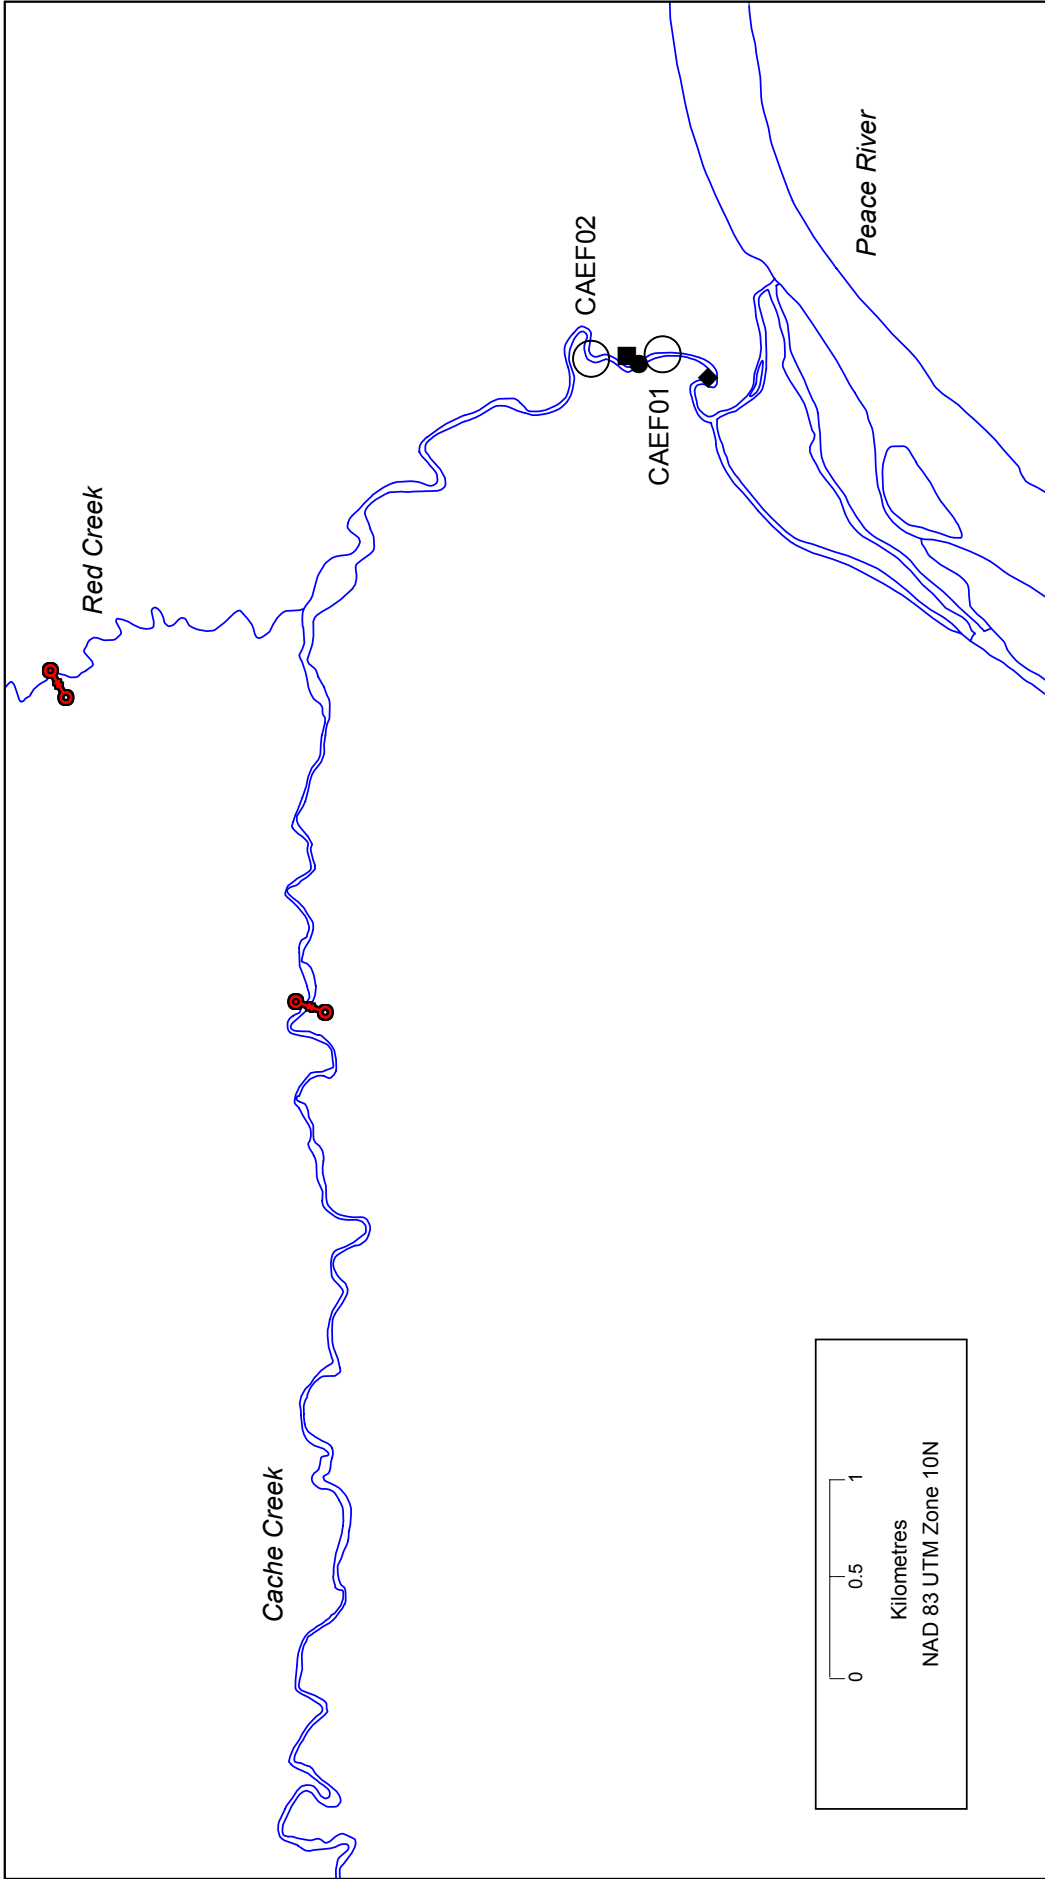 Cache Creek
Red Creek
CAEF02
CAEF01
Peace River
0 0.5 1
Kilometres
NAD 83 UTM Zone 10N